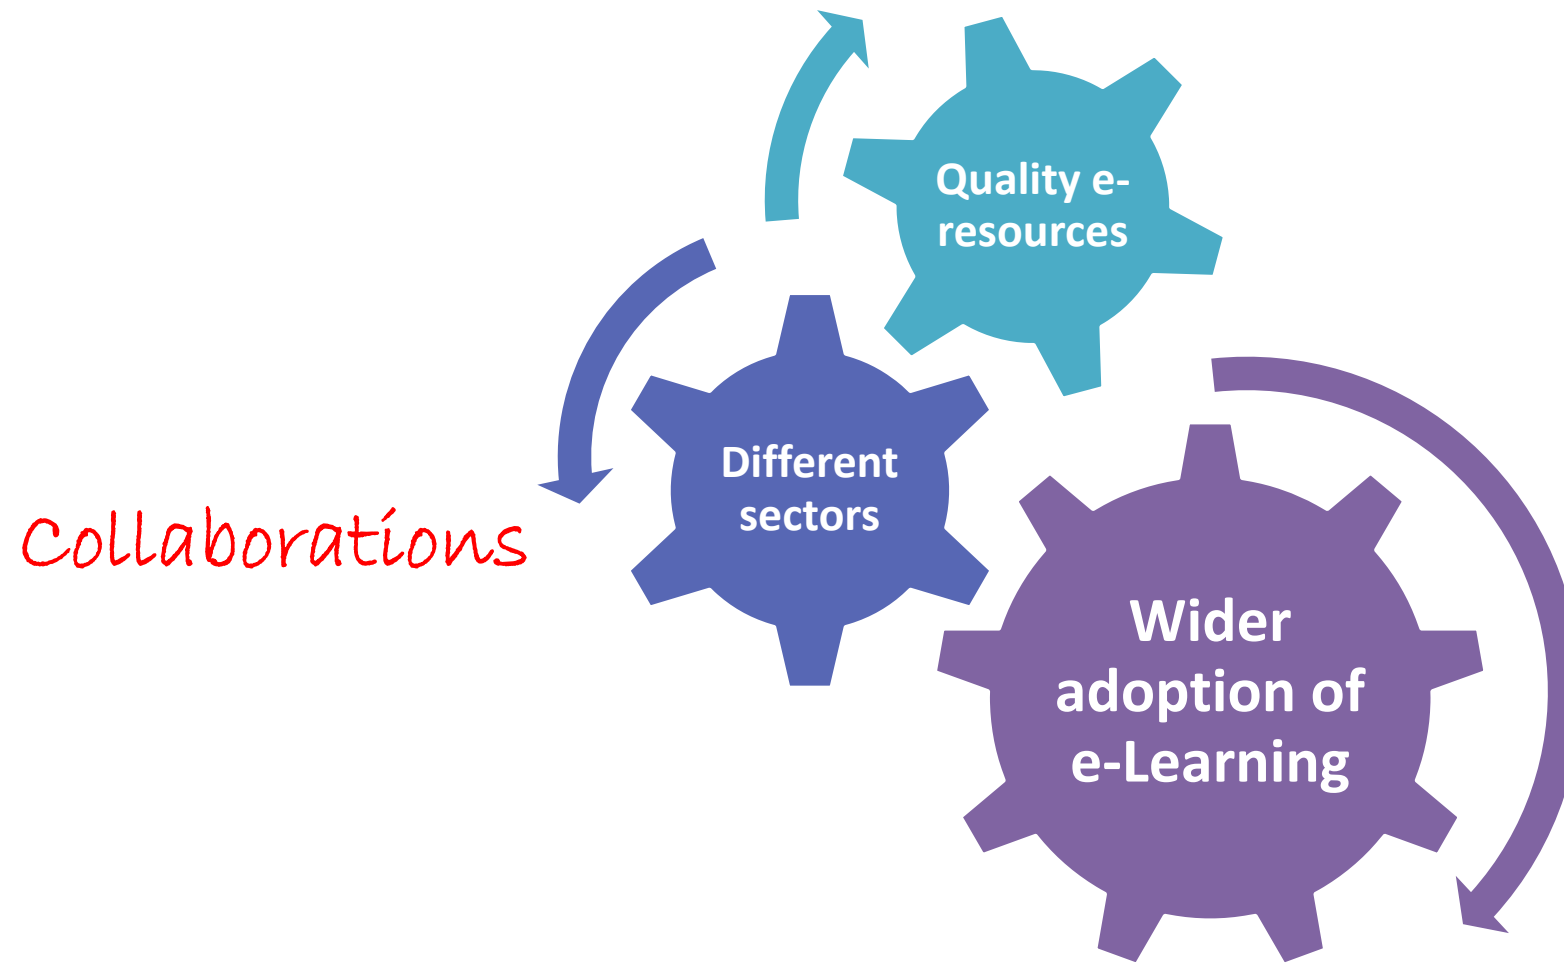 Quality e-
resources
Different
sectors
Collaborations
Wider
adoption of
e-Learning